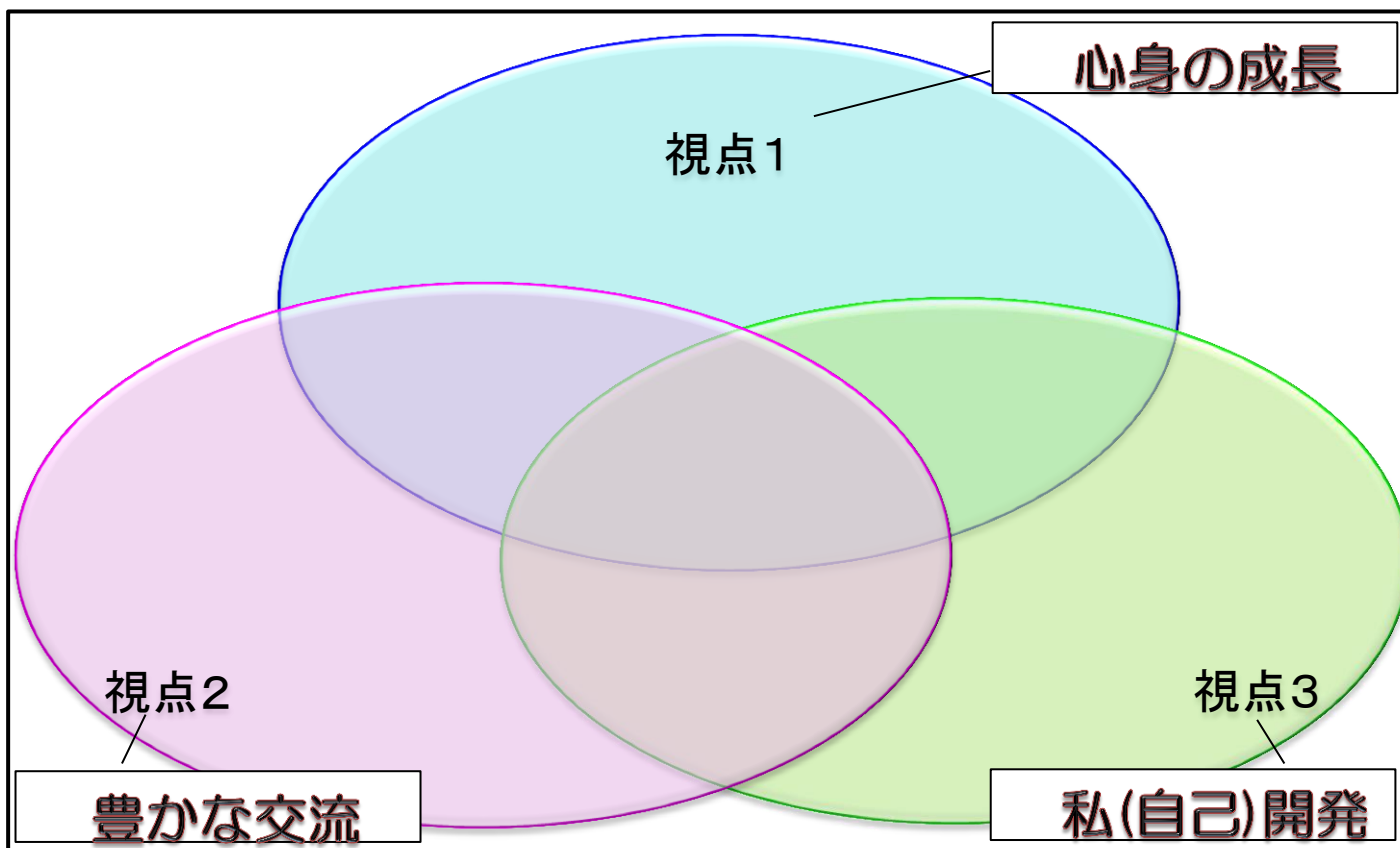 心身の成長
視点１
視点２
視点３
豊かな交流
私(自己)開発